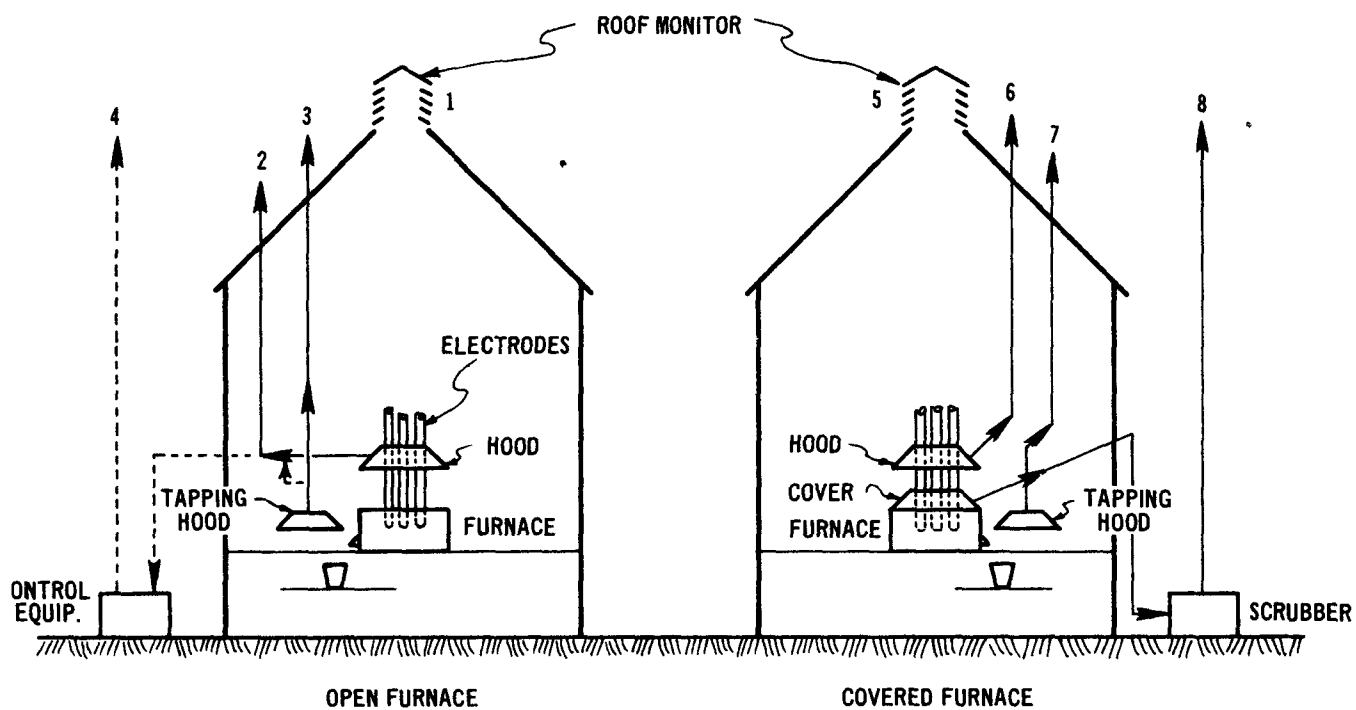 ROOF MONITOR
4
3
2
1
5
6
7
8
ELECTRODES
HOOD
TAPPING
HOOD
FURNACE
ONTROL
EQUIP.
HOOD
COVER
FURNACE
TAPPING
HOOD
SCRUBBER
OPEN FURNACE
COVERED FURNACE